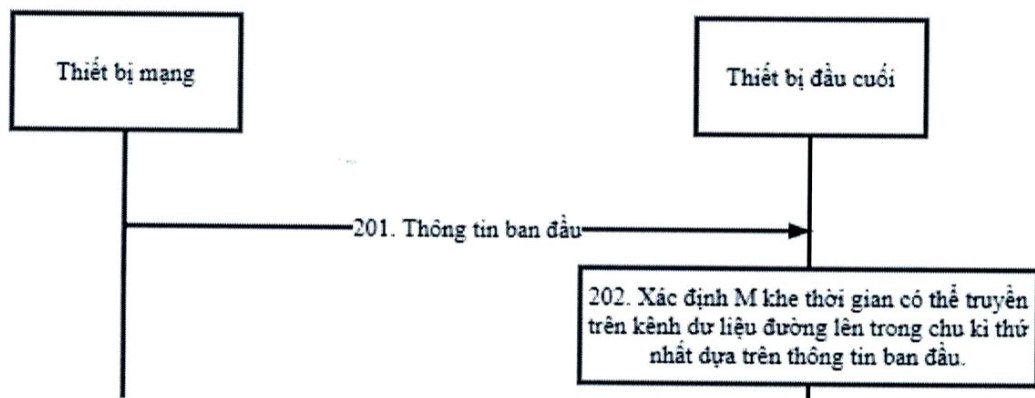 Thiết bị mạng
Thiết bị đầu cuối
201. Thông tin ban đầu
202. Xác định M khe thời gian có thể truyền
trên kênh dư liệu đường lên trong chu kì thứ
nhất dựa trên thông tin ban đầu.